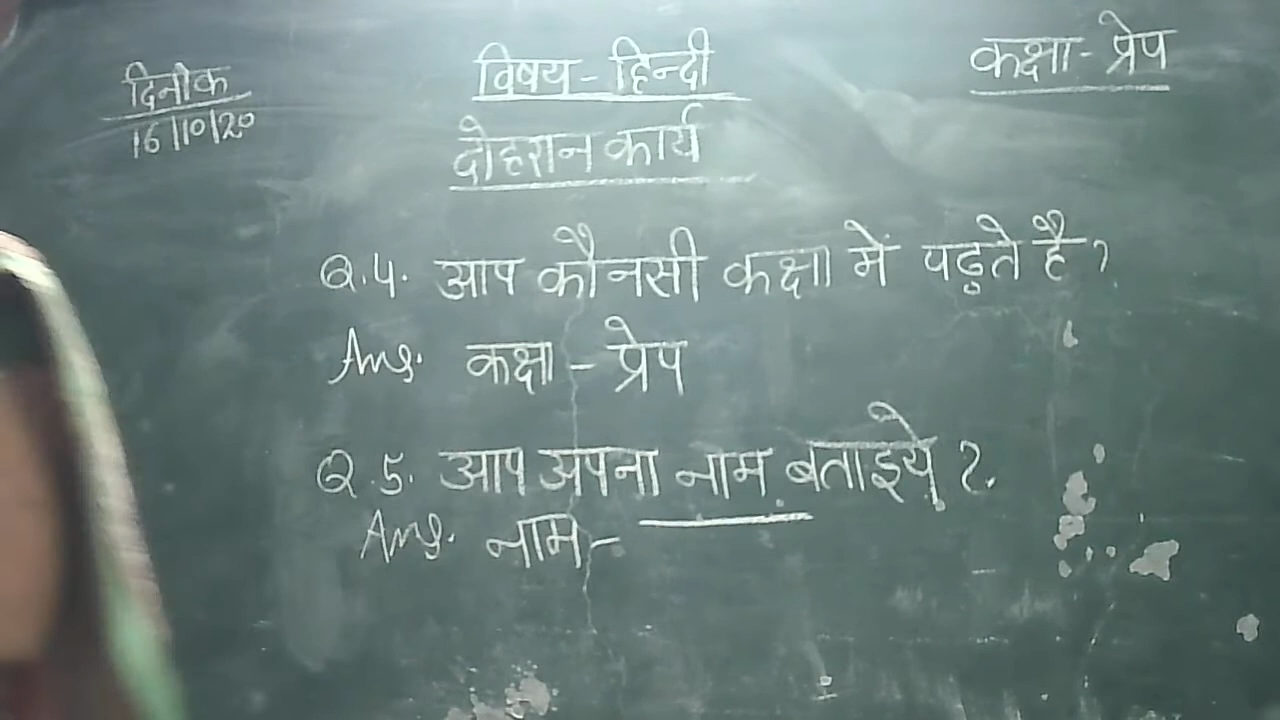 दिनांक
16/10/20
विषय - हिन्दी
कक्षा - प्रेप
दोहरान कार्य
Q.4. आप कौनसी कक्षा में पढ़ते है ?
Ans. कक्षा - प्रेप
Q.5. आप अपना नाम बताइये ?.
Ans. नाम -